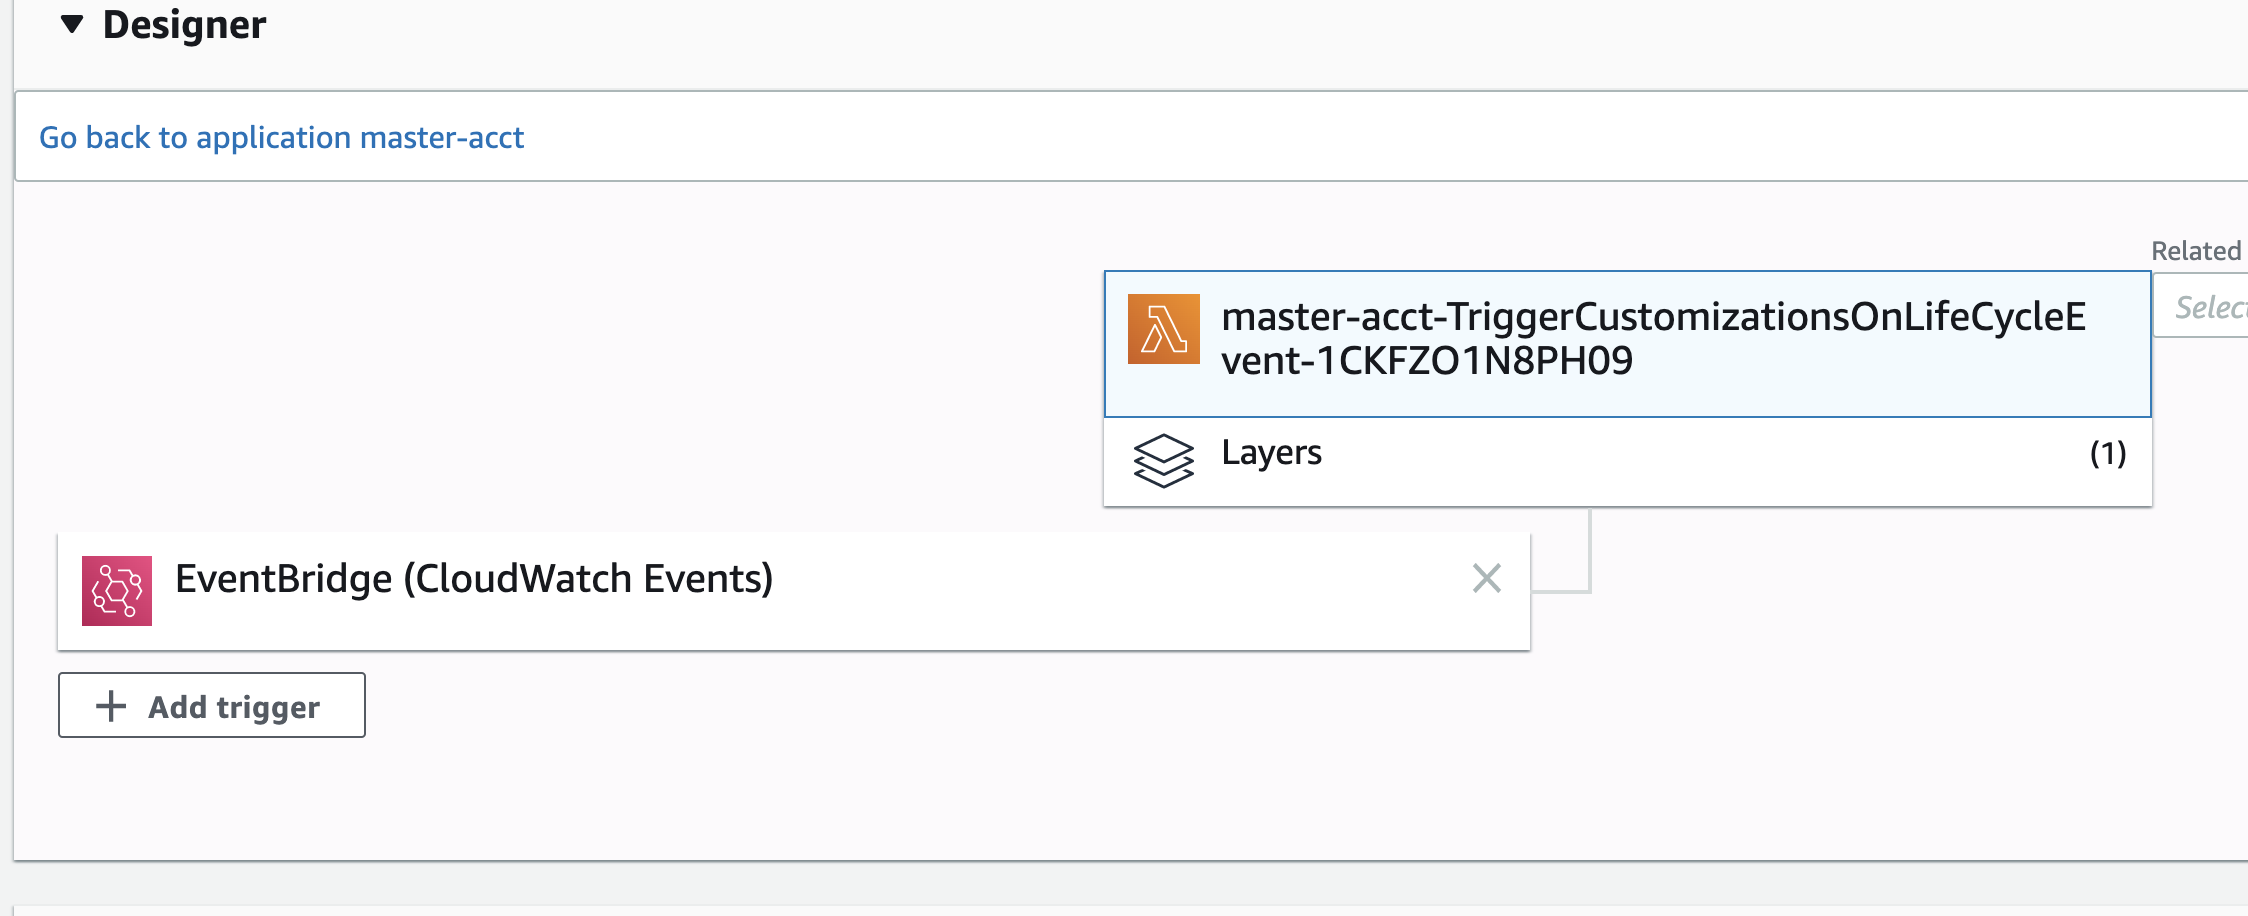 Designer
Go back to application master-acct
Related
Selec
master-acct-TriggerCustomizationsOnLifeCycleE
vent-1CKFZO1N8PH09
Layers
(1)
EventBridge (CloudWatch Events)
Add trigger